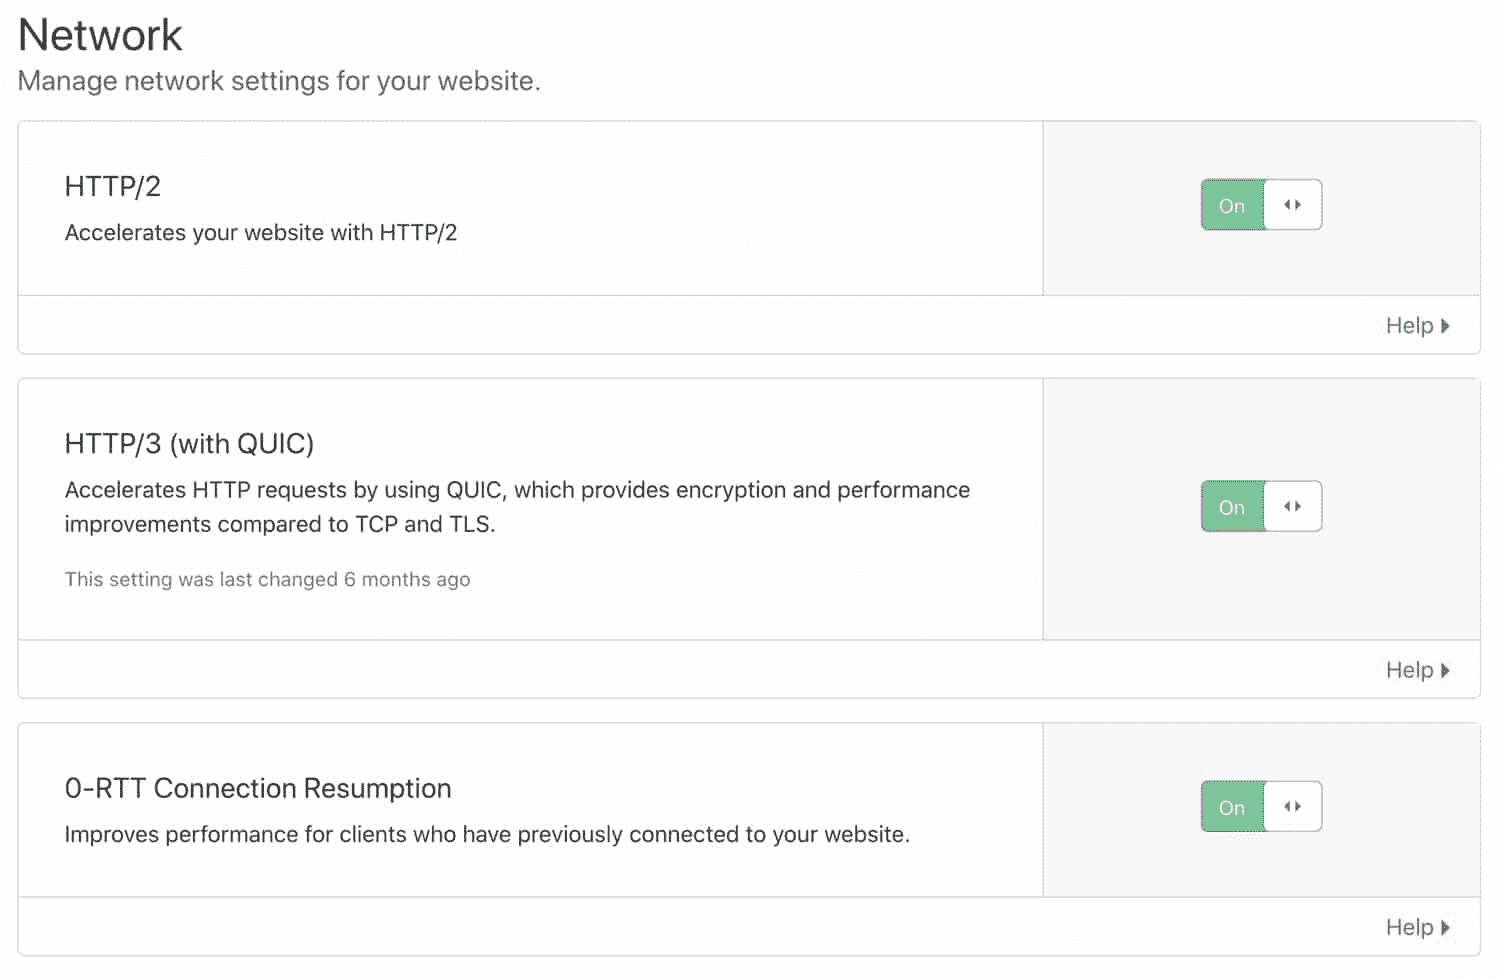 Network
Manage network settings for your website.
HTTP/2
Accelerates your website with HTTP/2
On
Help
HTTP/3 (with QUIC)
Accelerates HTTP requests by using QUIC, which provides encryption and performance
improvements compared to TCP and TLS.
This setting was last changed 6 months ago
On
Help
0-RTT Connection Resumption
Improves performance for clients who have previously connected to your website.
On
Help